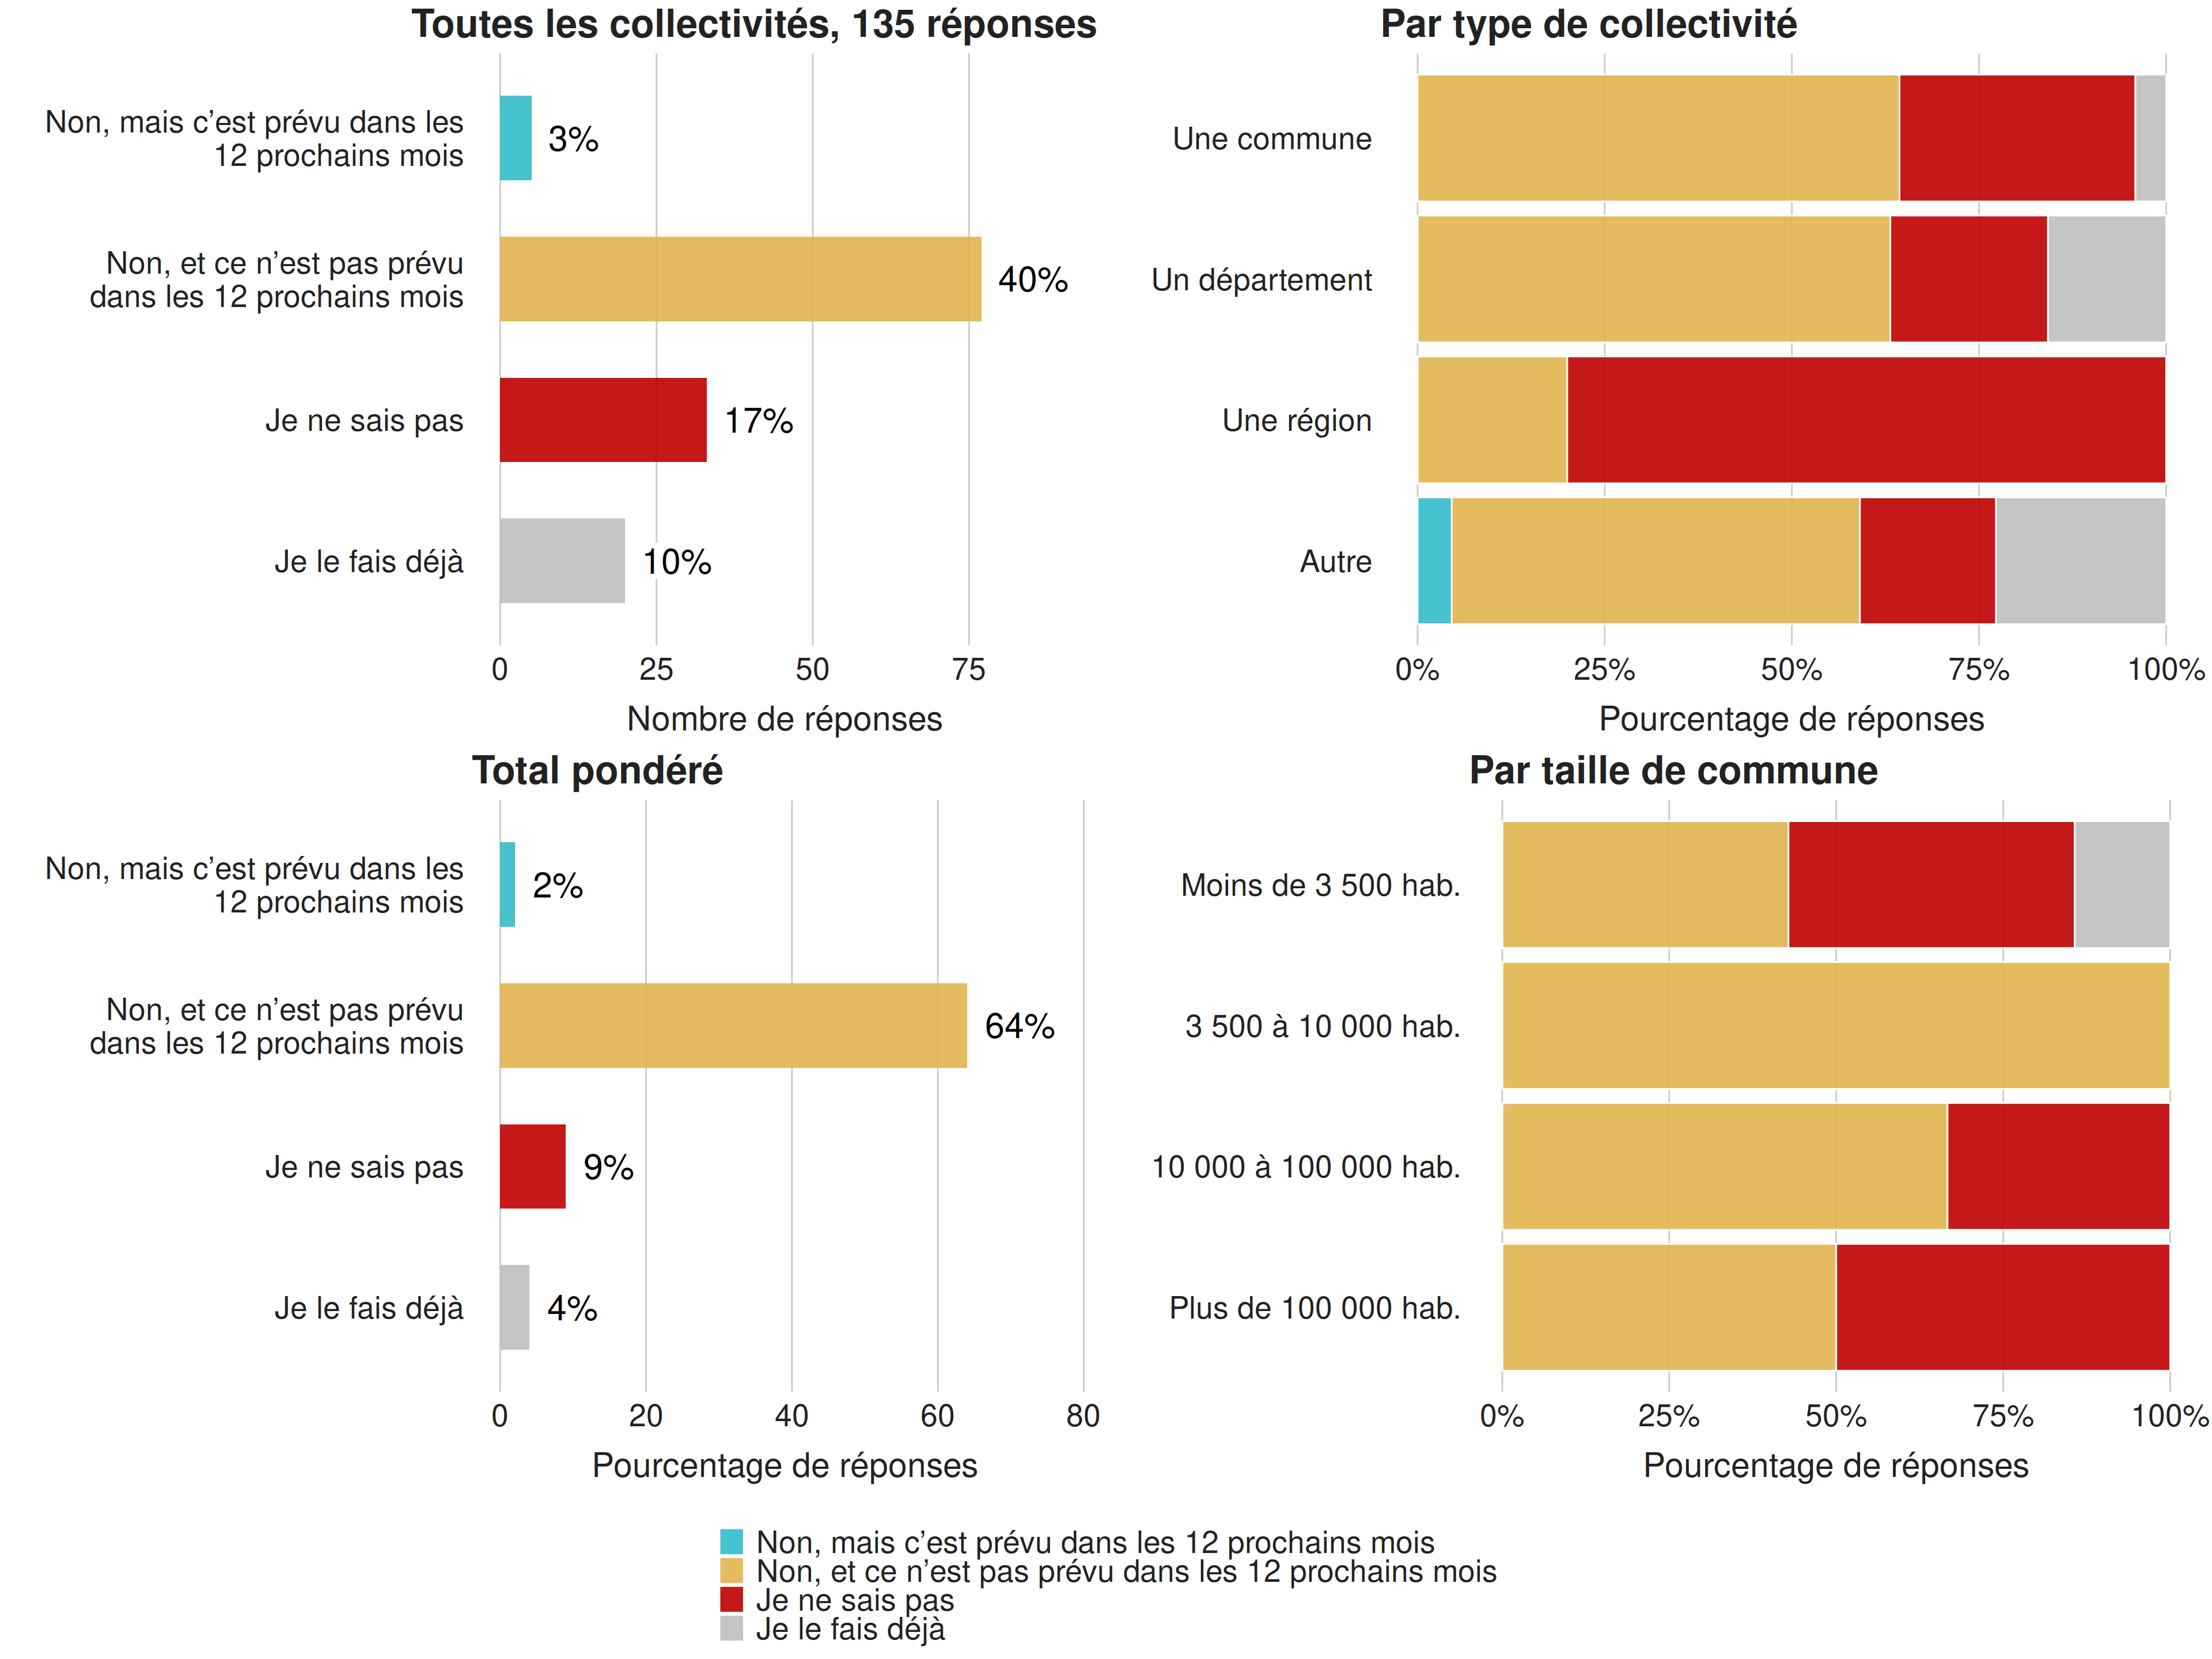 Toutes les collectivités, 135 réponses
Non, mais c’est prévu dans les
12 prochains mois
3%
Non, et ce n’est pas prévu
dans les 12 prochains mois
40%
Je ne sais pas
17%
Je le fais déjà
10%
0 25 50 75
Nombre de réponses
Par type de collectivité
Une commune
Un département
Une région
Autre
0% 25% 50% 75% 100%
Pourcentage de réponses
Total pondéré
Non, mais c’est prévu dans les
12 prochains mois
2%
Non, et ce n’est pas prévu
dans les 12 prochains mois
64%
Je ne sais pas
9%
Je le fais déjà
4%
0 20 40 60 80
Pourcentage de réponses
Par taille de commune
Moins de 3 500 hab.
3 500 à 10 000 hab.
10 000 à 100 000 hab.
Plus de 100 000 hab.
0% 25% 50% 75% 100%
Pourcentage de réponses
Non, mais c’est prévu dans les 12 prochains mois
Non, et ce n’est pas prévu dans les 12 prochains mois
Je ne sais pas
Je le fais déjà